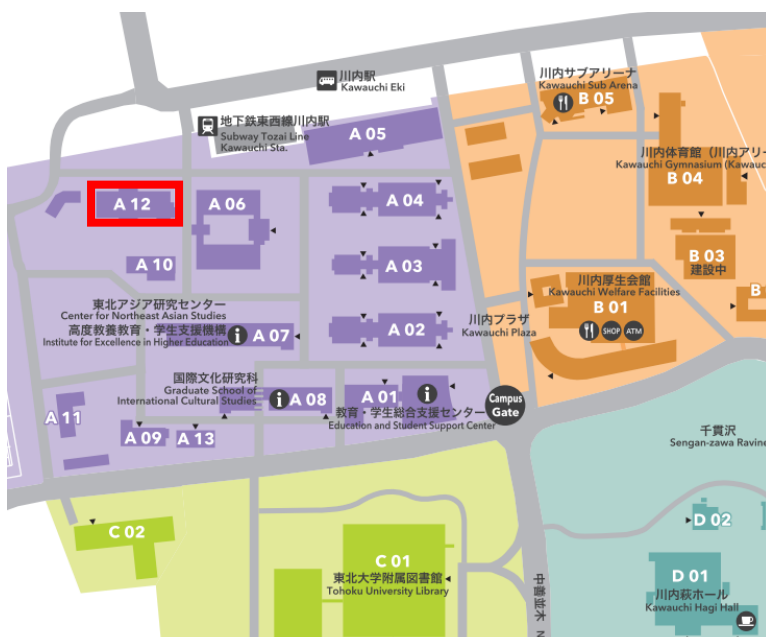 川内駅
Kawauchi Eki
地下鉄東西線川内駅
Subway Tozai Line
Kawauchi Sta.
A 05
川内サブアリーナ
Kawauchi Sub Arena
B 05
川内体育館（川内アリー
Kawauchi Gymnasium (Kawauc
B 04
A 12
A 06
A 04
A 10
A 03
B 03
建設中
東北アジア研究センター
Center for Northeast Asian Studies
高度教養教育・学生支援機構
Institute for Excellence in Higher Education
i
A 07
A 02
川内プラザ
Kawauchi Plaza
川内厚生会館
Kawauchi Welfare Facilities
B 01
SHOP
ATM
B
国際文化研究科
Graduate School of
International Cultural Studies
i
A 08
A 01
i
教育・学生総合支援センター
Education and Student Support Center
Campus
Gate
A 11
A 09
A 13
千貫沢
Sengan-zawa Ravine
C 02
C 01
東北大学附属図書館
Tohoku University Library
D 02
D 01
川内萩ホール
Kawauchi Hagi Hall
中善並木
N